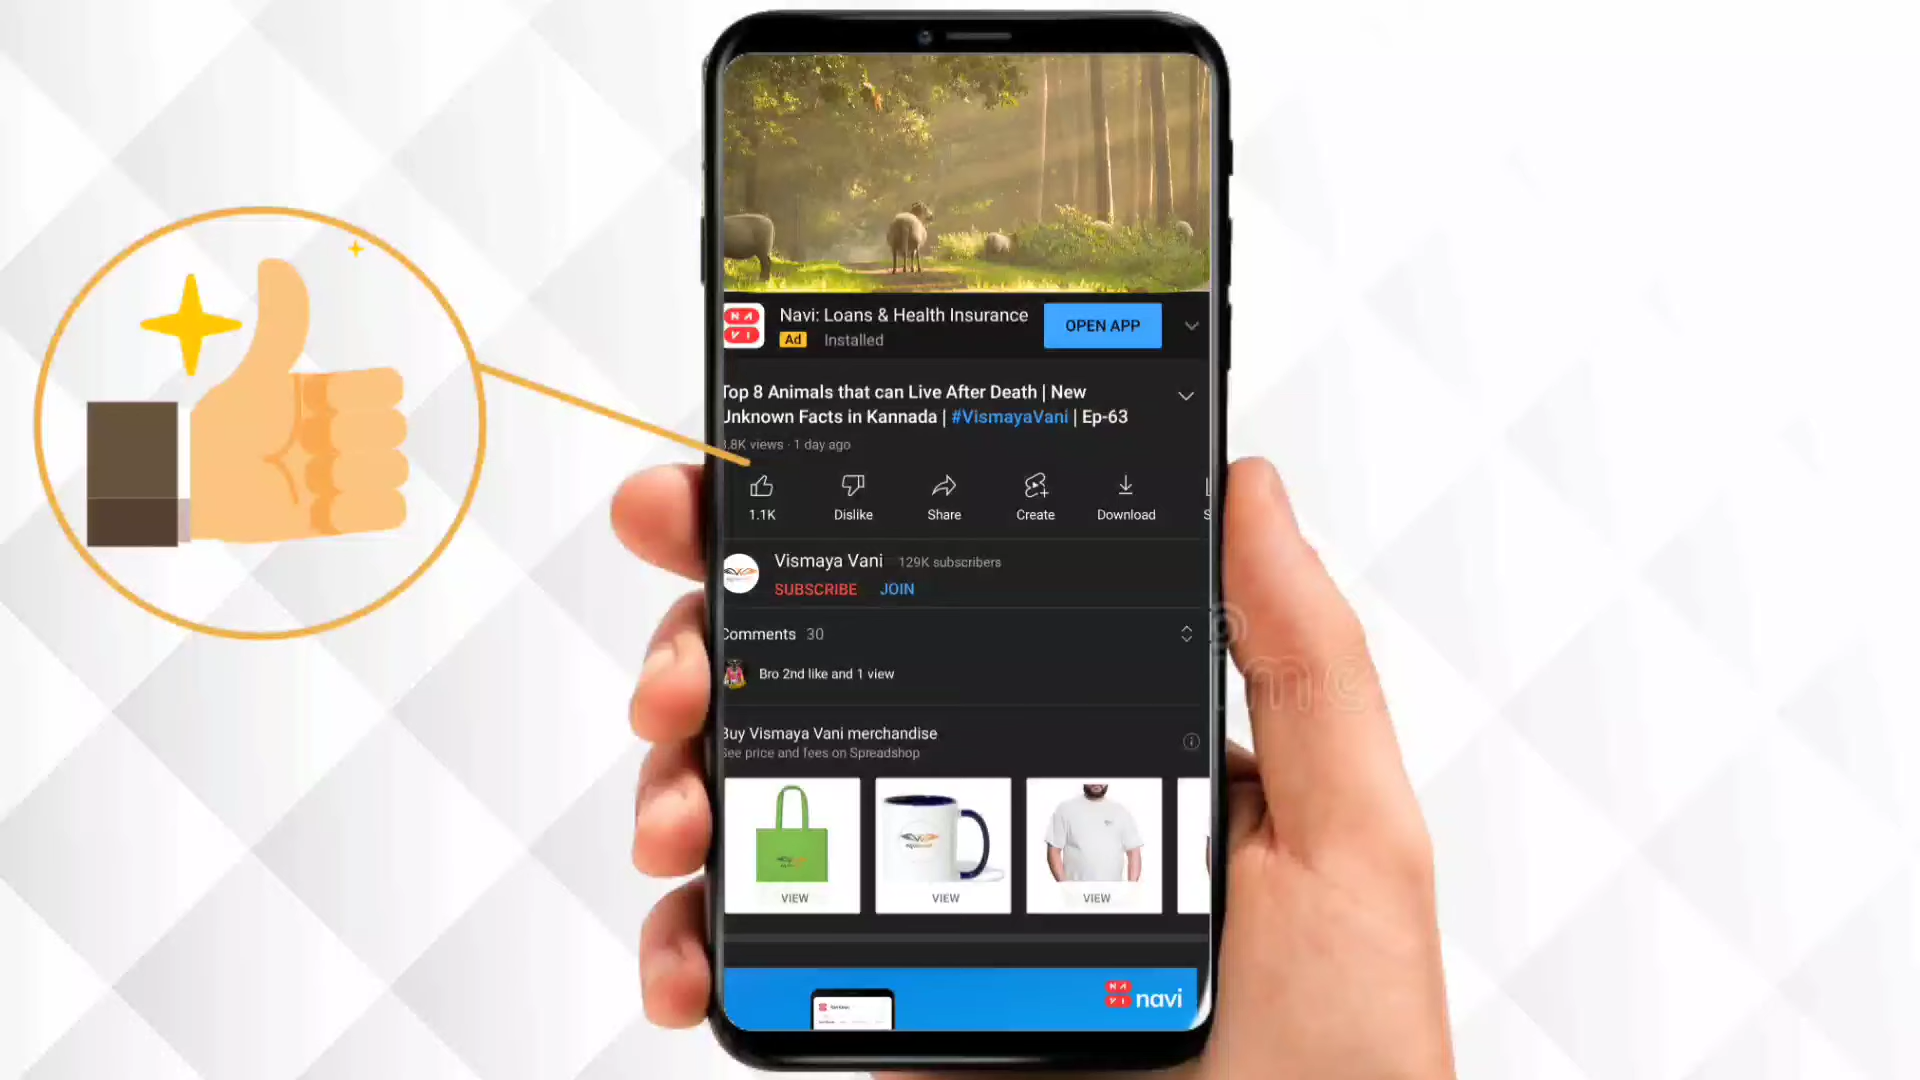 Navi: Loans & Health Insurance
Ad Installed
OPEN APP
Top 8 Animals that can Live After Death | New
Unknown Facts in Kannada | #VismayaVani | Ep-63
.8K views · 1 day ago
1.1K
Dislike
Share
Create
Download
Vismaya Vani 129K subscribers
SUBSCRIBE JOIN
Comments 30
Bro 2nd like and 1 view
Buy Vismaya Vani merchandise
See price and fees on Spreadshop
VIEW
VIEW
VIEW
NAVI
navi